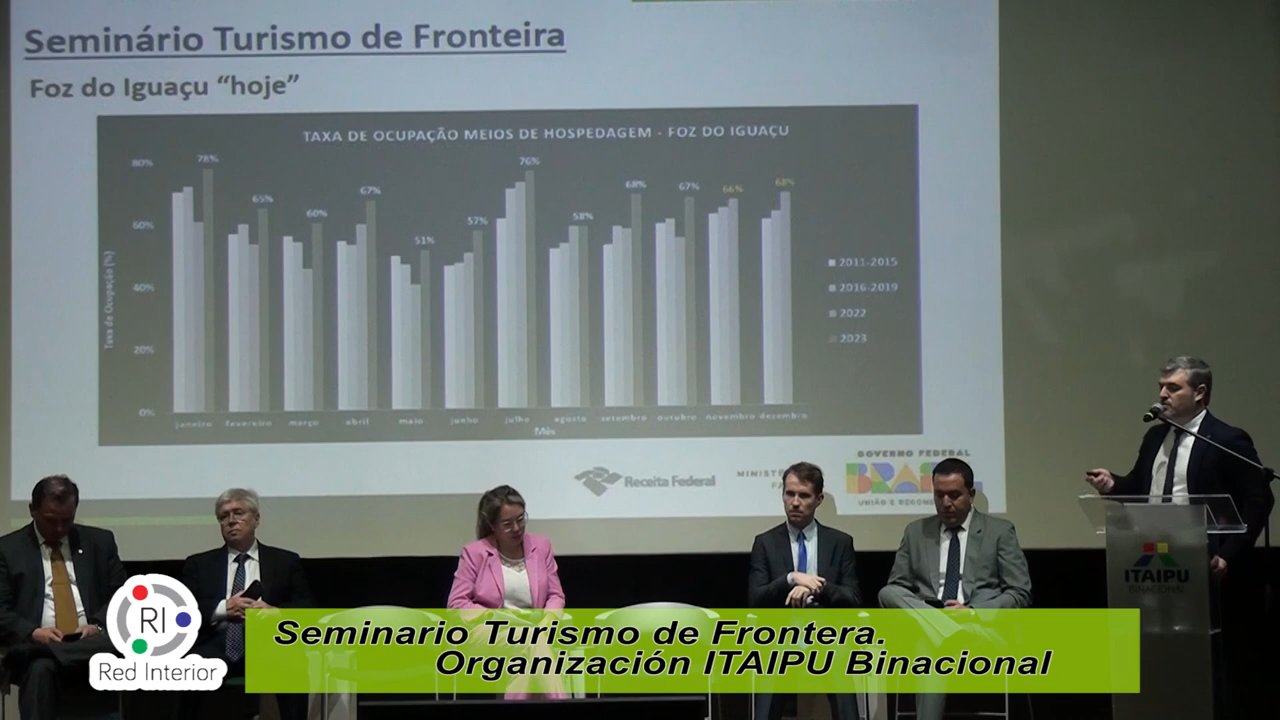 Seminário Turismo de Fronteira
Foz do Iguaçu “hoje”
TAXA DE OCUPAÇÃO MEIOS DE HOSPEDAGEM - FOZ DO IGUAÇU
80%
60%
40%
20%
0%
Taxa de Ocupação (%)
78%
65%
60%
67%
51%
57%
76%
58%
68%
67%
66%
68%
janeiro fevereiro março abril maio junho julho agosto setembro outubro novembro dezembro
Mês
2011-2015
2016-2019
2022
2023
Receita Federal
GOVERNO FEDERAL
BRAS
ITAIPU
BINACIONAL
RI
Red Interior
Seminario Turismo de Frontera.
Organización ITAIPU Binacional